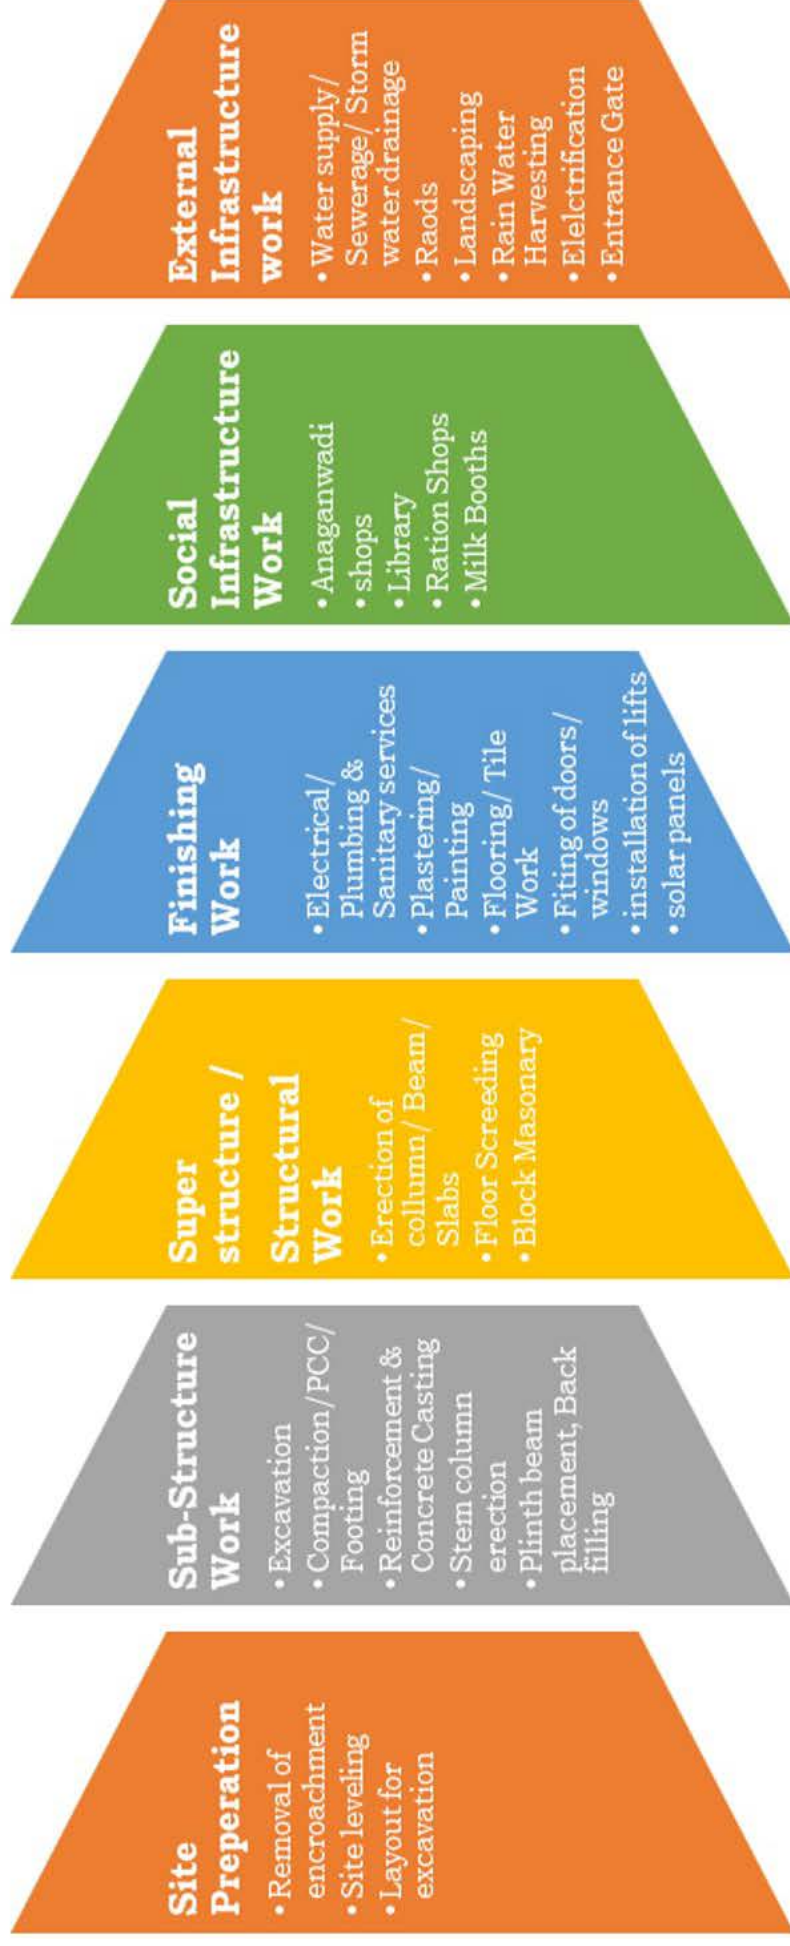 Site
Preperation
• Removal of
encroachment
• Site leveling
• Layout for
excavation
Sub-Structure
Work
• Excavation
• Compaction/PCC/
Footing
• Reinforcement &
Concrete Casting
• Stem column
erection
• Plinth beam
placement, Back
filling
Super
structure /
Structural
Work
• Erection of
collumn/ Beam/
Slabs
• Floor Screeding
• Block Masonary
Finishing
Work
• Electrical/
Plumbing &
Sanitary services
• Plastering/
Painting
• Flooring/ Tile
Work
• Fiting of doors/
windows
• installation of lifts
• solar panels
Social
Infrastructure
Work
• Anaganwadi
• shops
• Library
• Ration Shops
• Milk Booths
External
Infrastructure
work
• Water supply/
Sewerage/ Storm
water drainage
• Raods
• Landscaping
• Rain Water
Harvesting
• Elelctrification
• Entrance Gate